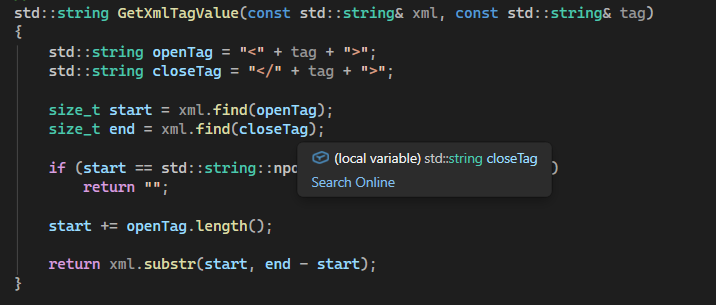 std::string GetXmlTagValue(const std::string& xml, const std::string& tag)
{
    std::string openTag = "<" + tag + ">";
    std::string closeTag = "</" + tag + ">";
    size_t start = xml.find(openTag);
    size_t end = xml.find(closeTag);
    if (start == std::string::npo )
(local variable) std::string closeTag
Search Online
        return "";
    start += openTag.length();
    return xml.substr(start, end - start);
}